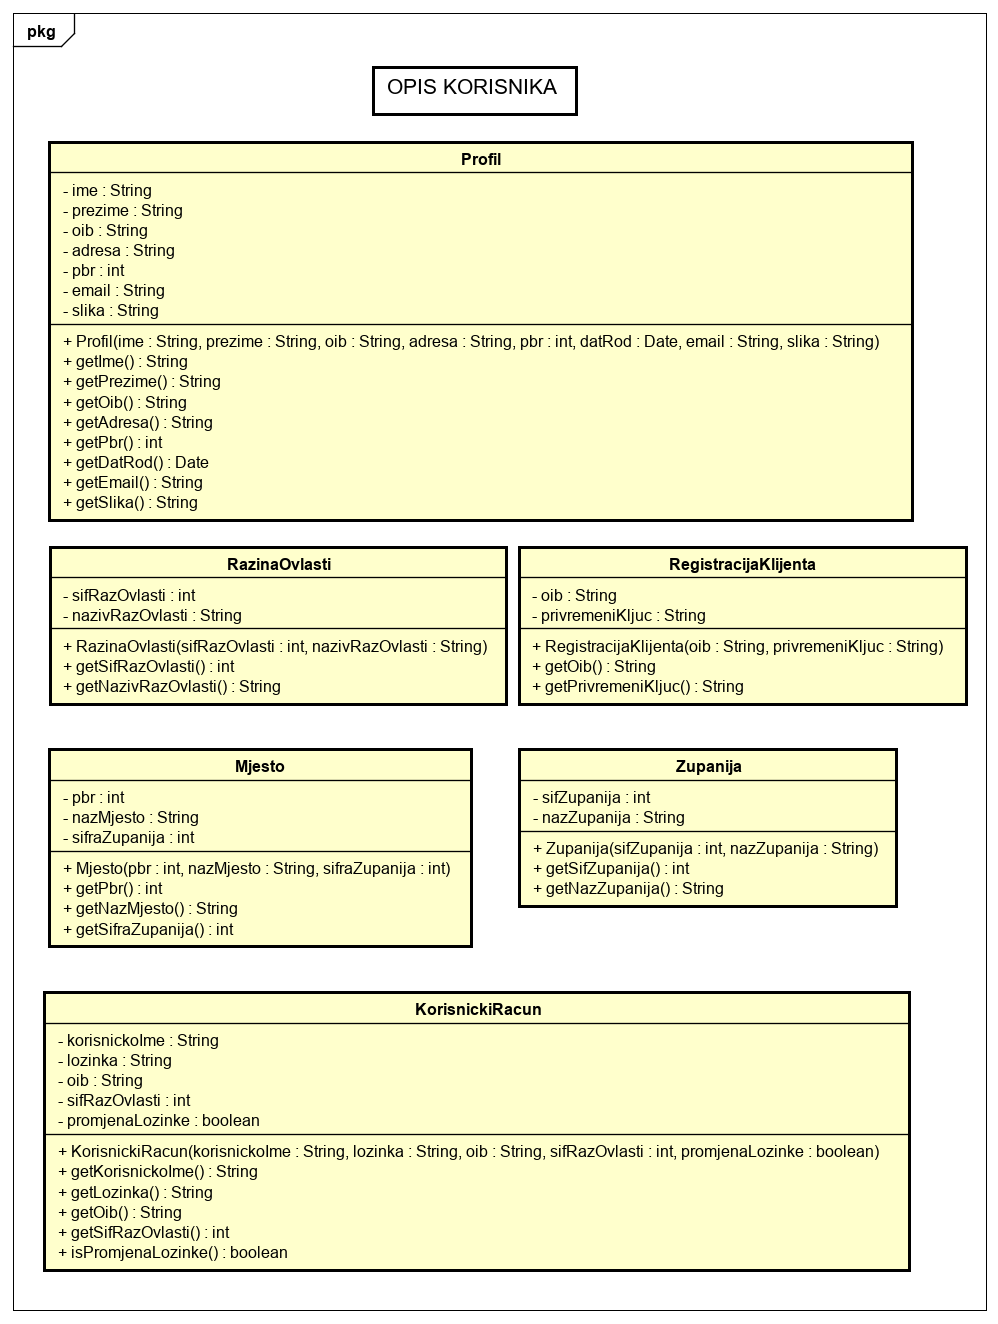 pkg
OPIS KORISNIKA
Profil
- ime : String
- prezime : String
- oib : String
- adresa : String
- pbr : int
- email : String
- slika : String
+ Profil(ime : String, prezime : String, oib : String, adresa : String, pbr : int, datRod : Date, email : String, slika : String)
+ getIme() : String
+ getPrezime() : String
+ getOib() : String
+ getAdresa() : String
+ getPbr() : int
+ getDatRod() : Date
+ getEmail() : String
+ getSlika() : String
RazinaOvlasti
- sifRazOvlasti : int
- nazivRazOvlasti : String
+ RazinaOvlasti(sifRazOvlasti : int, nazivRazOvlasti : String)
+ getSifRazOvlasti() : int
+ getNazivRazOvlasti() : String
RegistracijaKlijenta
- oib : String
- privremeniKljuc : String
+ RegistracijaKlijenta(oib : String, privremeniKljuc : String)
+ getOib() : String
+ getPrivremeniKljuc() : String
Mjesto
- pbr : int
- nazMjesto : String
- sifraZupanija : int
+ Mjesto(pbr : int, nazMjesto : String, sifraZupanija : int)
+ getPbr() : int
+ getNazMjesto() : String
+ getSifraZupanija() : int
Zupanija
- sifZupanija : int
- nazZupanija : String
+ Zupanija(sifZupanija : int, nazZupanija : String)
+ getSifZupanija() : int
+ getNazZupanija() : String
KorisnickiRacun
- korisnickoIme : String
- lozinka : String
- oib : String
- sifRazOvlasti : int
- promjenaLozinke : boolean
+ KorisnickiRacun(korisnickoIme : String, lozinka : String, oib : String, sifRazOvlasti : int, promjenaLozinke : boolean)
+ getKorisnickoIme() : String
+ getLozinka() : String
+ getOib() : String
+ getSifRazOvlasti() : int
+ isPromjenaLozinke() : boolean